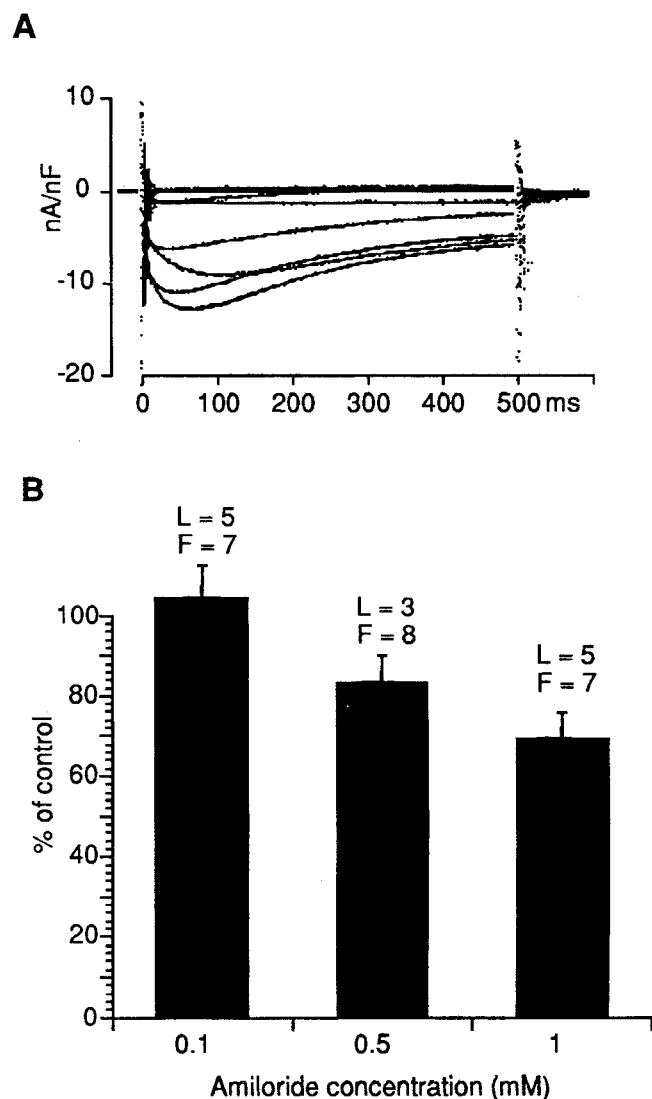 A
10
0
-10
-20
nA/nF
0 100 200 300 400 500 ms
B
L = 5
F = 7
L = 3
F = 8
L = 5
F = 7
100
80
60
40
20
0
% of control
0.1 0.5 1
Amiloride concentration (mM)